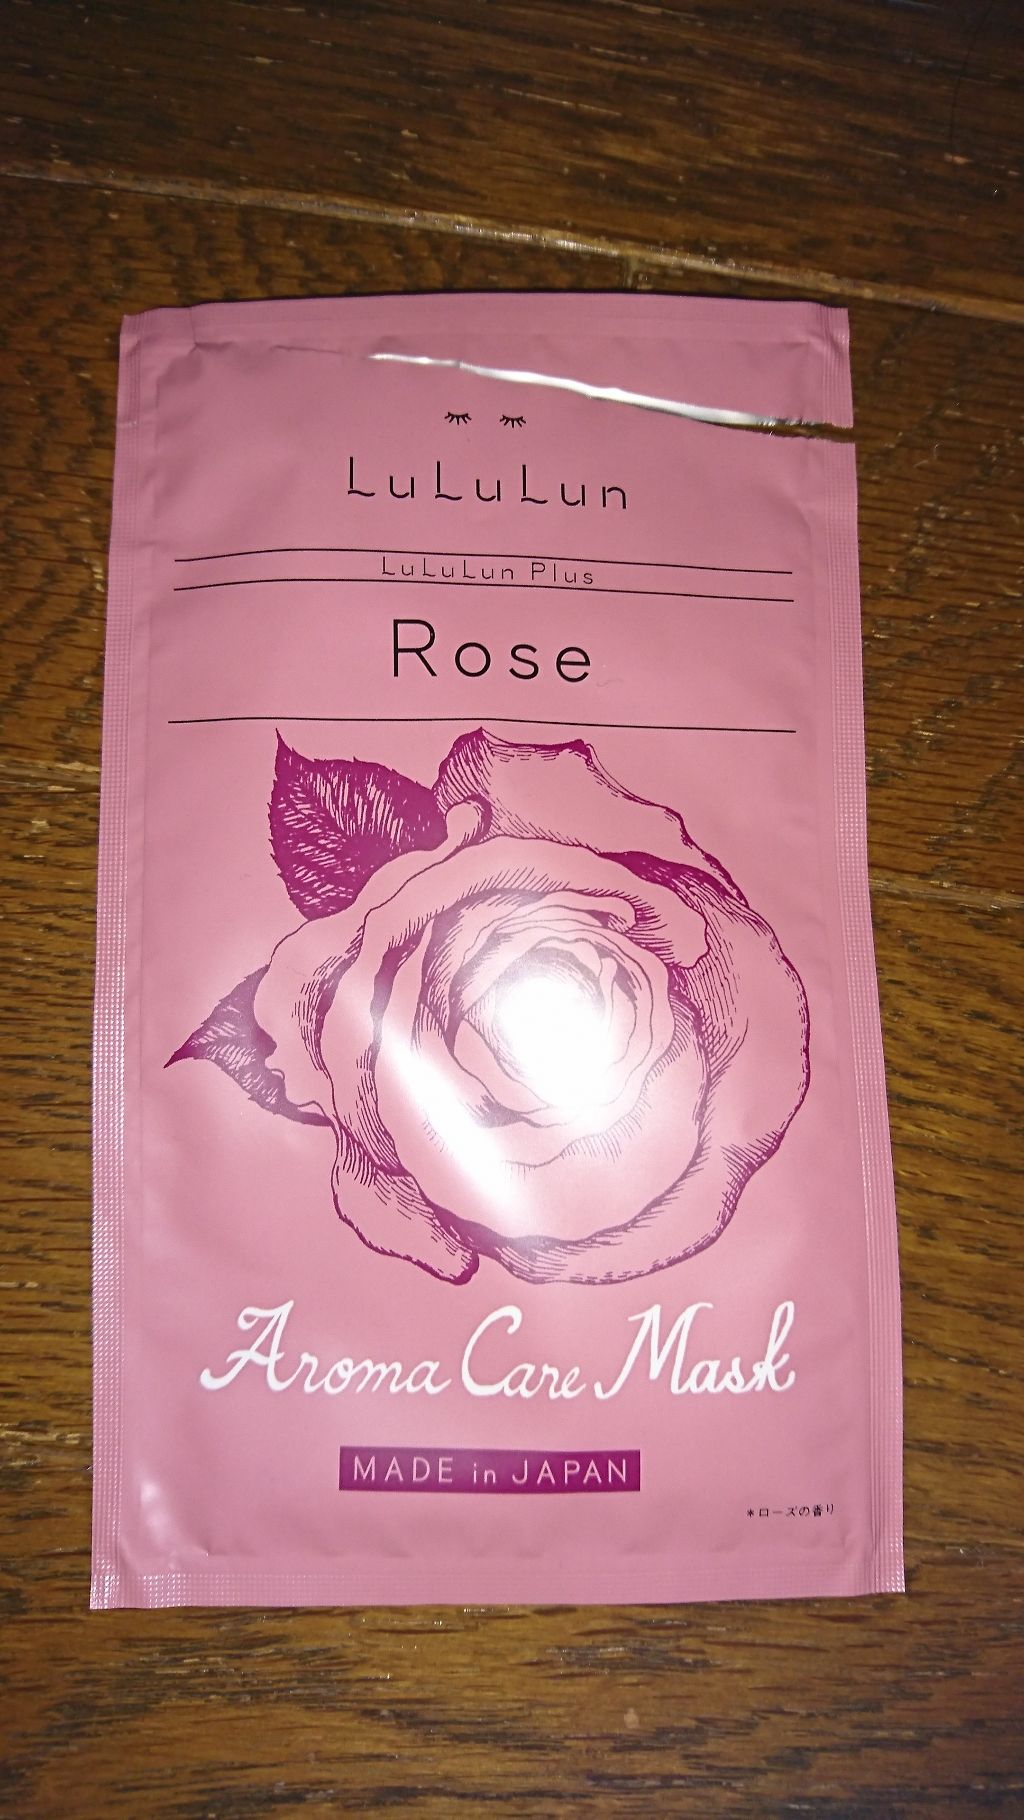 LuLuLun
LuLuLun Plus
Rose
Aroma Care Mask
MADE in JAPAN
*ローズの香り